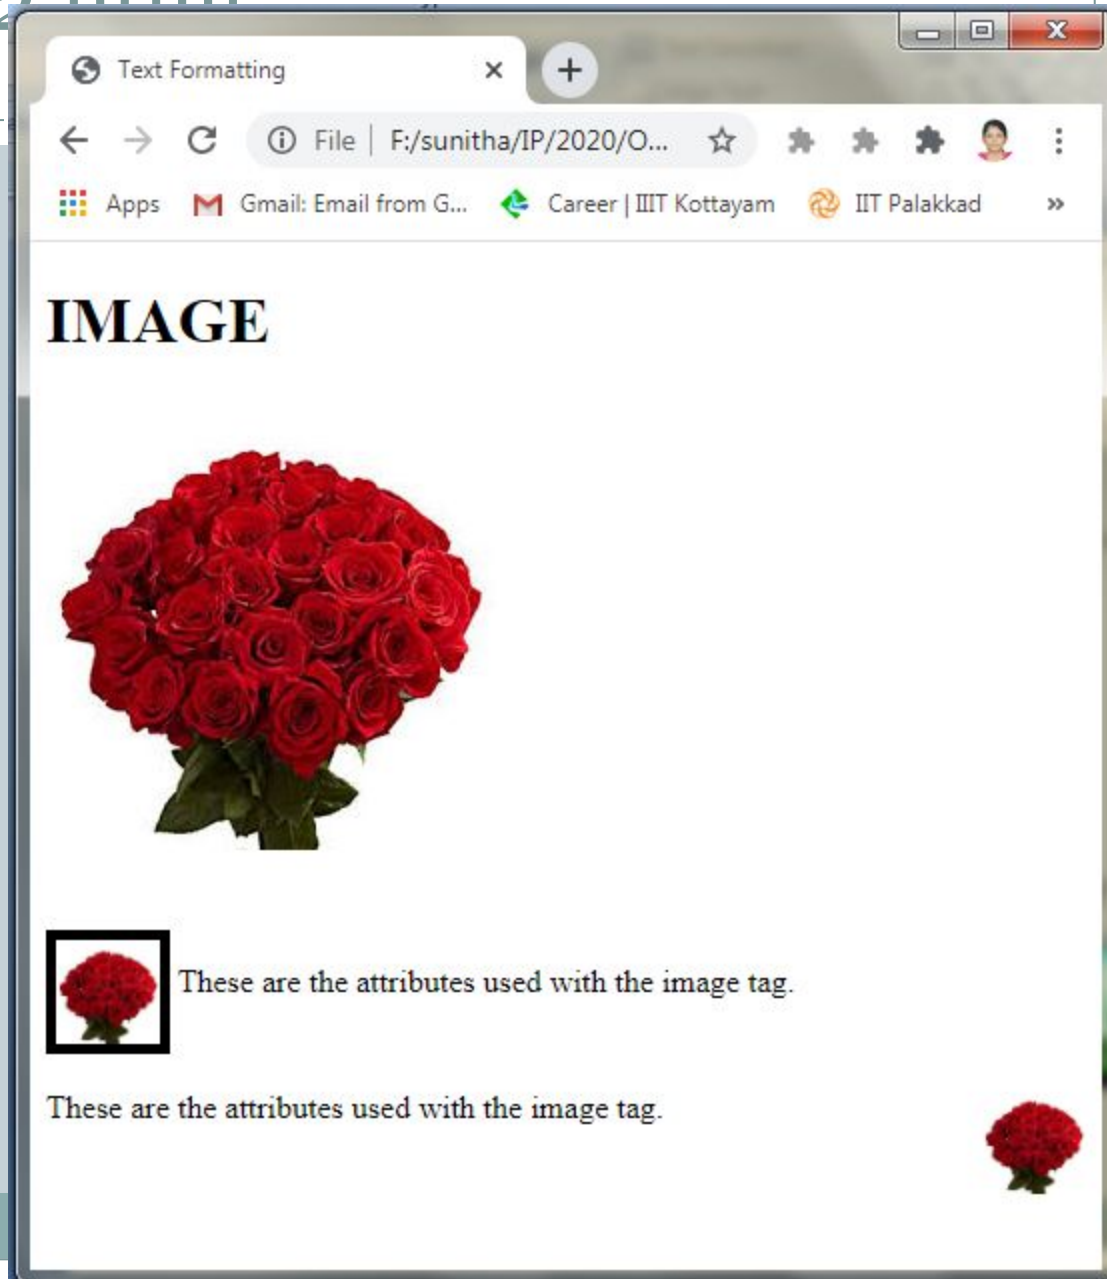 Text Formatting
File F:/sunitha/IP/2020/O...
Apps Gmail: Email from G... Career | IIIT Kottayam IIT Palakkad »
IMAGE
These are the attributes used with the image tag.
These are the attributes used with the image tag.